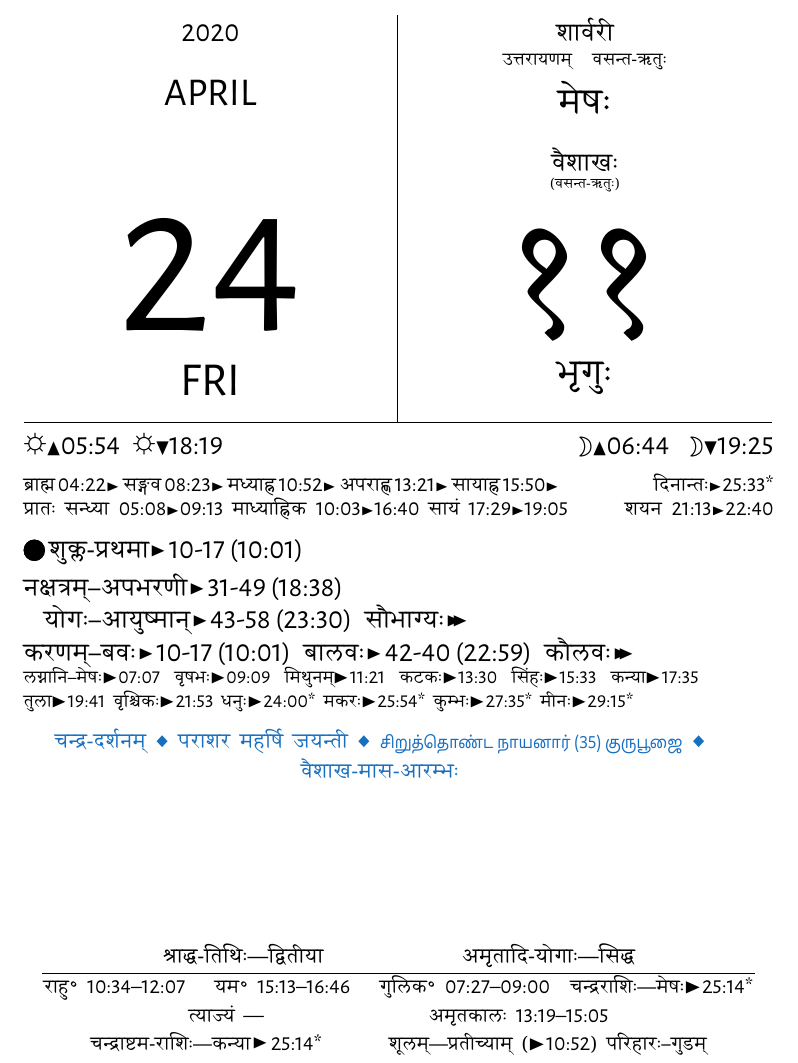 2020
APRIL
24
FRI
शार्वरी
उत्तरायणम् वसन्त-ऋतुः
मेषः
वैशाखः
(वसन्त-ऋतुः)
११
भृगुः
☼▲05:54 ☼▼18:19 ☽▲06:44 ☽▼19:25
ब्राह्म 04:22► सङ्गव 08:23► मध्याह्न 10:52► अपराह्ण 13:21► सायाह्न 15:50► दिनान्तः►25:33*
प्रातः सन्ध्या 05:08►09:13 माध्याह्निक 10:03►16:40 सायं 17:29►19:05 शयन 21:13►22:40
●शुक्ल-प्रथमा►10-17 (10:01)
नक्षत्रम्–अपभरणी►31-49 (18:38)
योगः–आयुष्मान्►43-58 (23:30) सौभाग्यः►►
करणम्–बवः►10-17 (10:01) बालवः►42-40 (22:59) कौलवः►►
लग्नानि–मेषः►07:07 वृषभः►09:09 मिथुनम्►11:21 कटकः►13:30 सिंहः►15:33 कन्या►17:35
तुला►19:41 वृश्चिकः►21:53 धनुः►24:00* मकरः►25:54* कुम्भः►27:35* मीनः►29:15*
चन्द्र-दर्शनम् ◆ पराशर महर्षि जयन्ती ◆ சிறுத்தொண்ட நாயனார் (35) குருபூஜை ◆
वैशाख-मास-आरम्भः
श्राद्ध-तिथिः—द्वितीया अमृतादि-योगाः—सिद्ध
राहु° 10:34–12:07 यम° 15:13–16:46 गुलिक° 07:27–09:00 चन्द्रराशिः—मेषः►25:14*
त्याज्यं — अमृतकालः 13:19–15:05
चन्द्राष्टम-राशिः—कन्या► 25:14* शूलम्—प्रतीच्याम् (►10:52) परिहारः–गुडम्